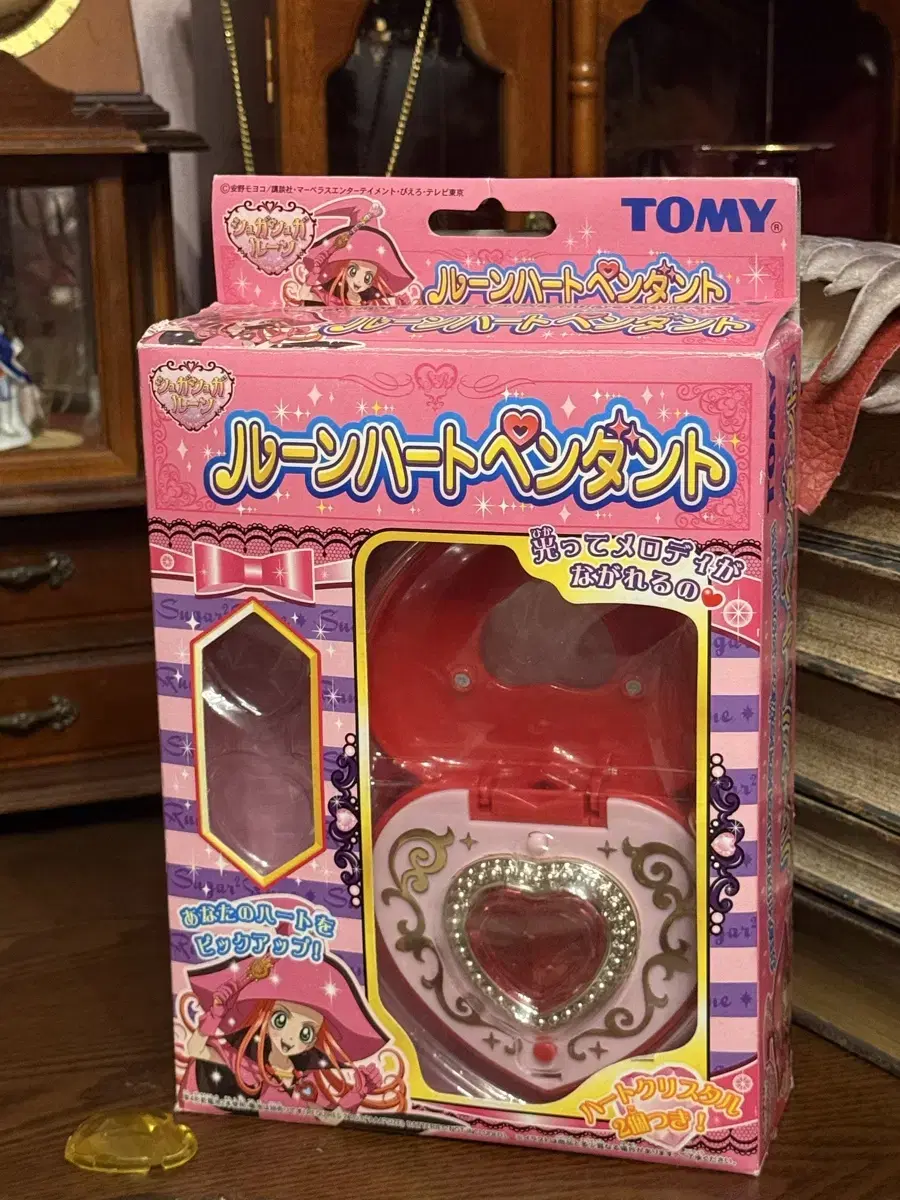 ©安野モヨコ/講談社・マーベラスエンターテイメント・ぴえろ・テレビ東京
TOMY®
シュガシュガ
ルーン
ルーンハートペンダント
ルーンハートペンダント
シュガシュガ
ルーン
TOMY
ルーンハートペンダント
光ってメロディが
ひか
ながれるの
Sugar²
あなたのハートを
ピックアップ!
ハートクリスタル
2個つき!